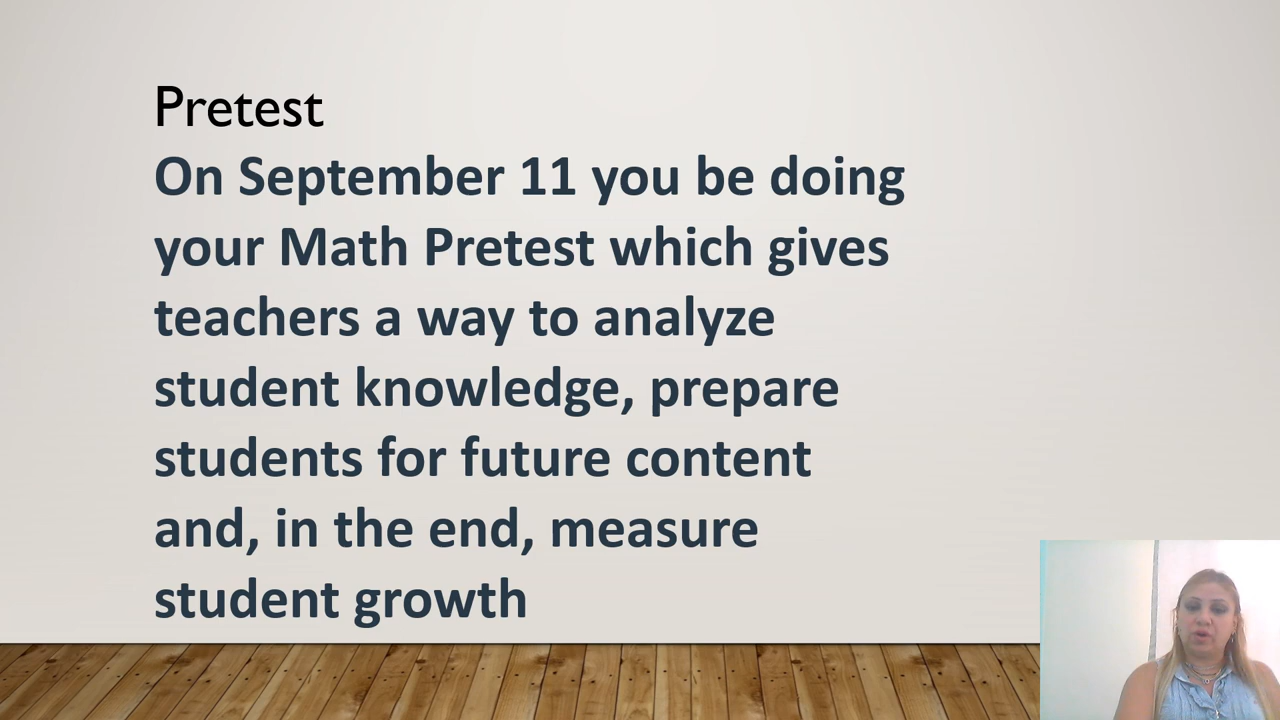 Pretest
On September 11 you be doing
your Math Pretest which gives
teachers a way to analyze
student knowledge, prepare
students for future content
and, in the end, measure
student growth